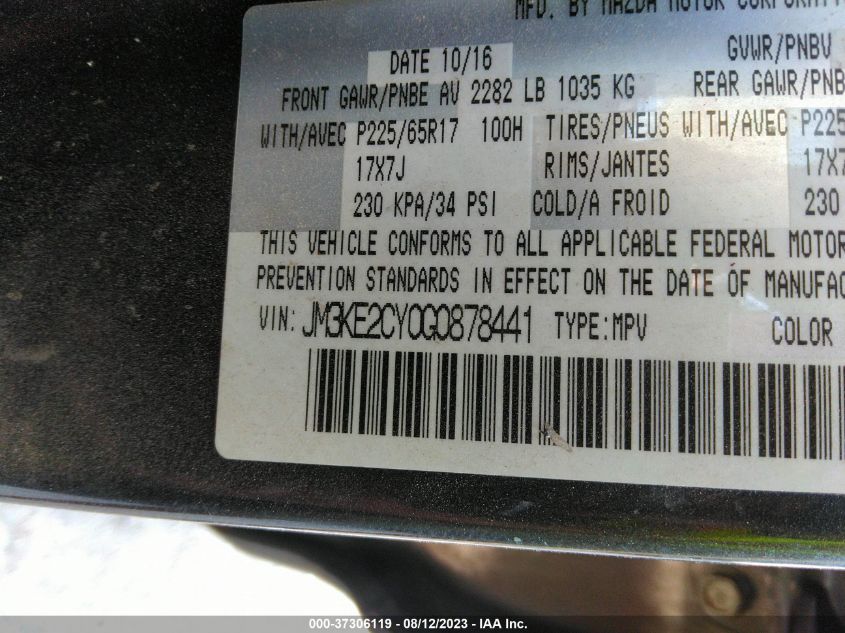 MFD. BY MAZDA MOTOR CORPORATI
DATE 10/16 GVWR/PNBV
FRONT GAWR/PNBE AV 2282 LB 1035 KG REAR GAWR/PNB
WITH/AVEC P225/65R17 100H TIRES/PNEUS WITH/AVEC P225
17X7J RIMS/JANTES 17X7
230 KPA/34 PSI COLD/A FROID 230
THIS VEHICLE CONFORMS TO ALL APPLICABLE FEDERAL MOTOR
PREVENTION STANDARDS IN EFFECT ON THE DATE OF MANUFAC
VIN: JM3KE2CY0G0878441 TYPE:MPV COLOR
000-37306119 - 08/12/2023 - IAA Inc.